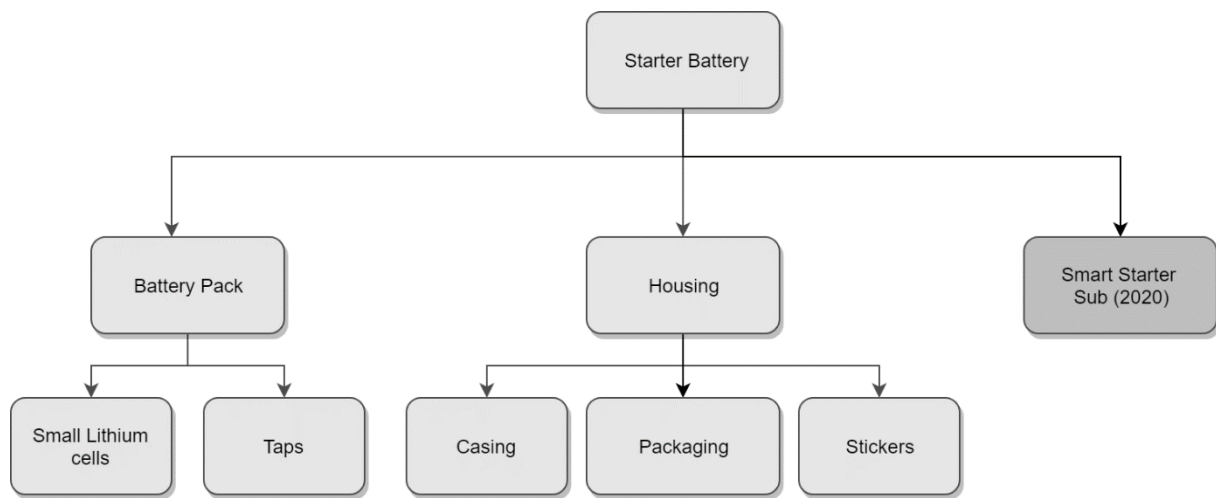 Starter Battery
Battery Pack
Housing
Smart Starter
Sub (2020)
Small Lithium
cells
Taps
Casing
Packaging
Stickers